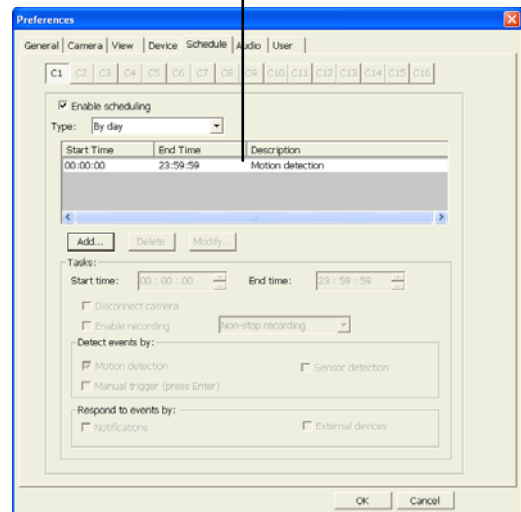 Preferences
General Camera View Device Schedule Audio User
C1 C2 C3 C4 C5 C6 C7 C8 C9 C10 C11 C12 C13 C14 C15 C16
Enable scheduling
Type: By day
Start Time End Time Description
00:00:00 23:59:59 Motion detection
Add... Delete Modify...
Tasks:
Start time: 00 : 00 : 00 End time: 23 : 59 : 59
Disconnect camera
Enable recording Non-stop recording
Detect events by:
Motion detection Sensor detection
Manual trigger (press Enter)
Respond to events by:
Notifications External devices
OK Cancel